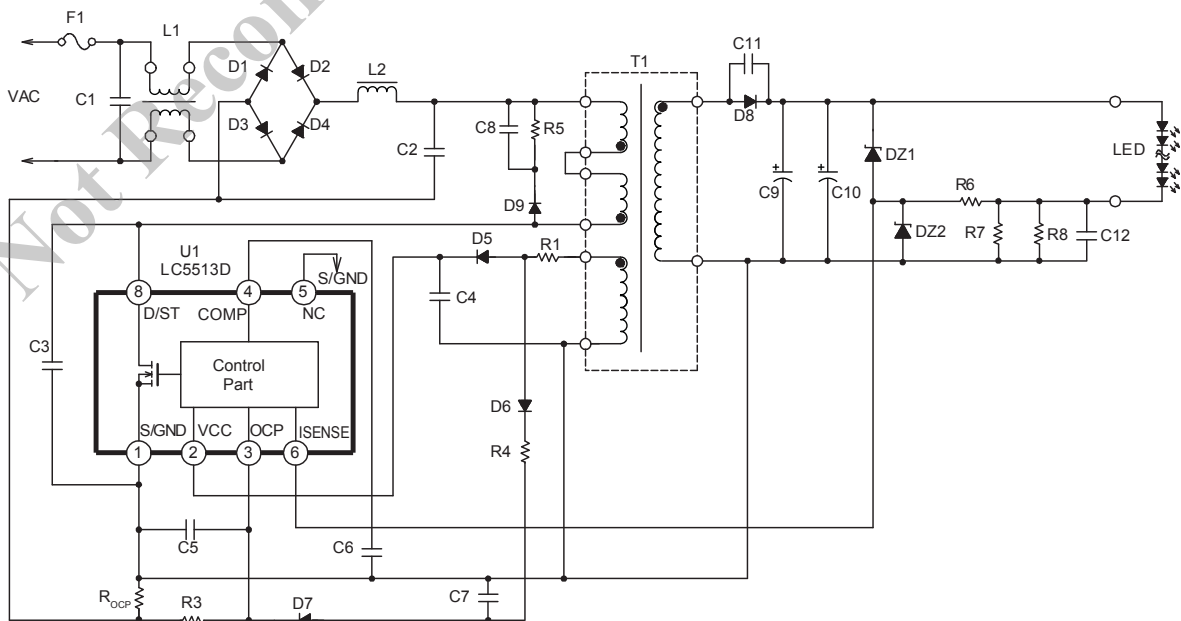 F1
L1
VAC
C1
D1
D2
D3
D4
L2
C2
C8
R5
D9
T1
C11
D8
C9
C10
DZ1
LED
R6
DZ2
R7
R8
C12
U1
LC5513D
S/GND
8
4
5
D/ST
COMP
NC
C3
Control
Part
S/GND
VCC
OCP
ISENSE
1
2
3
6
D5
R1
C4
D6
R4
C5
C6
C7
ROCP
R3
D7
+
+
Not